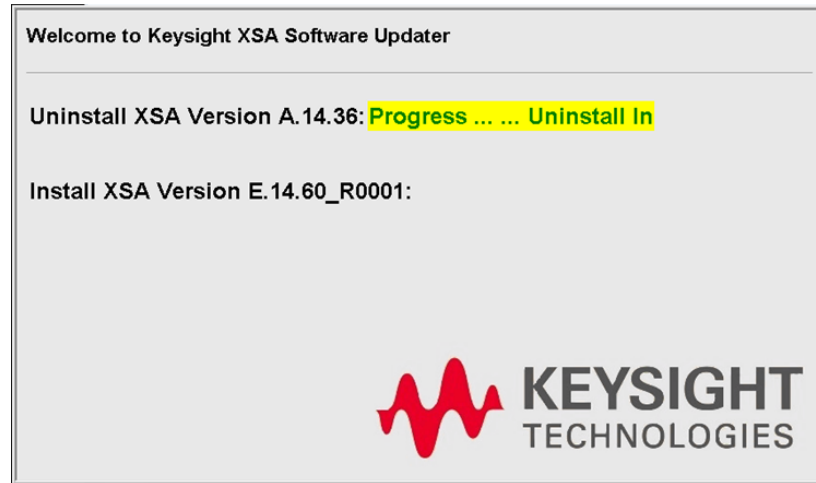 Welcome to Keysight XSA Software Updater
Uninstall XSA Version A.14.36: Progress ... ... Uninstall In
Install XSA Version E.14.60_R0001:
KEYSIGHT
TECHNOLOGIES